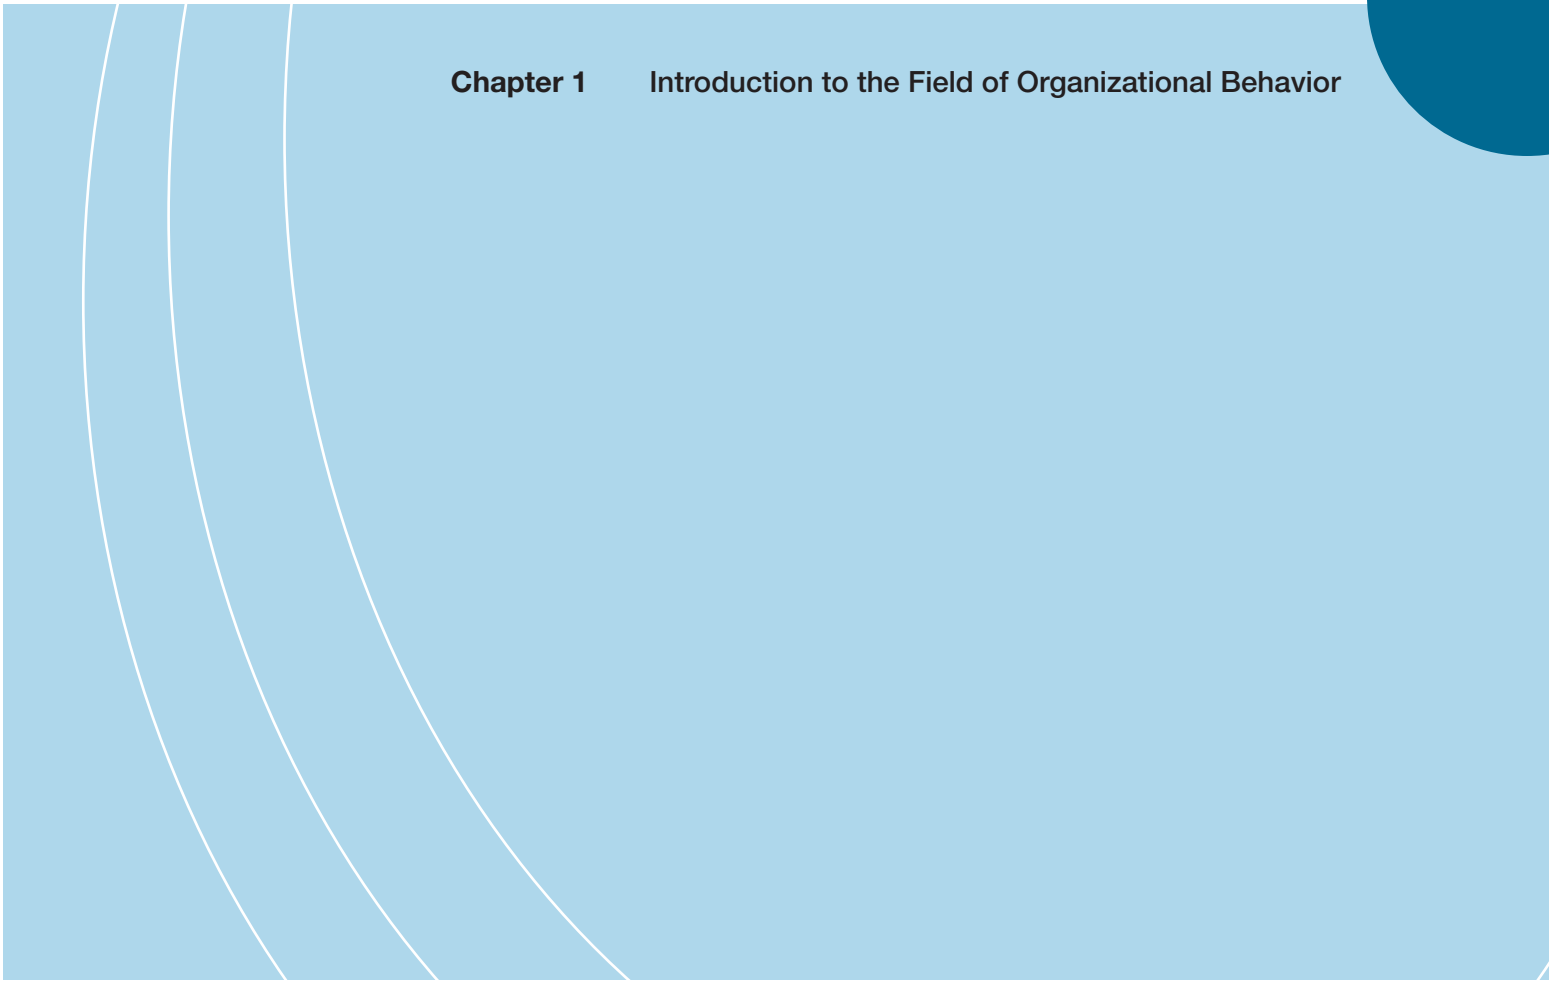 Chapter 1 Introduction to the Field of Organizational Behavior